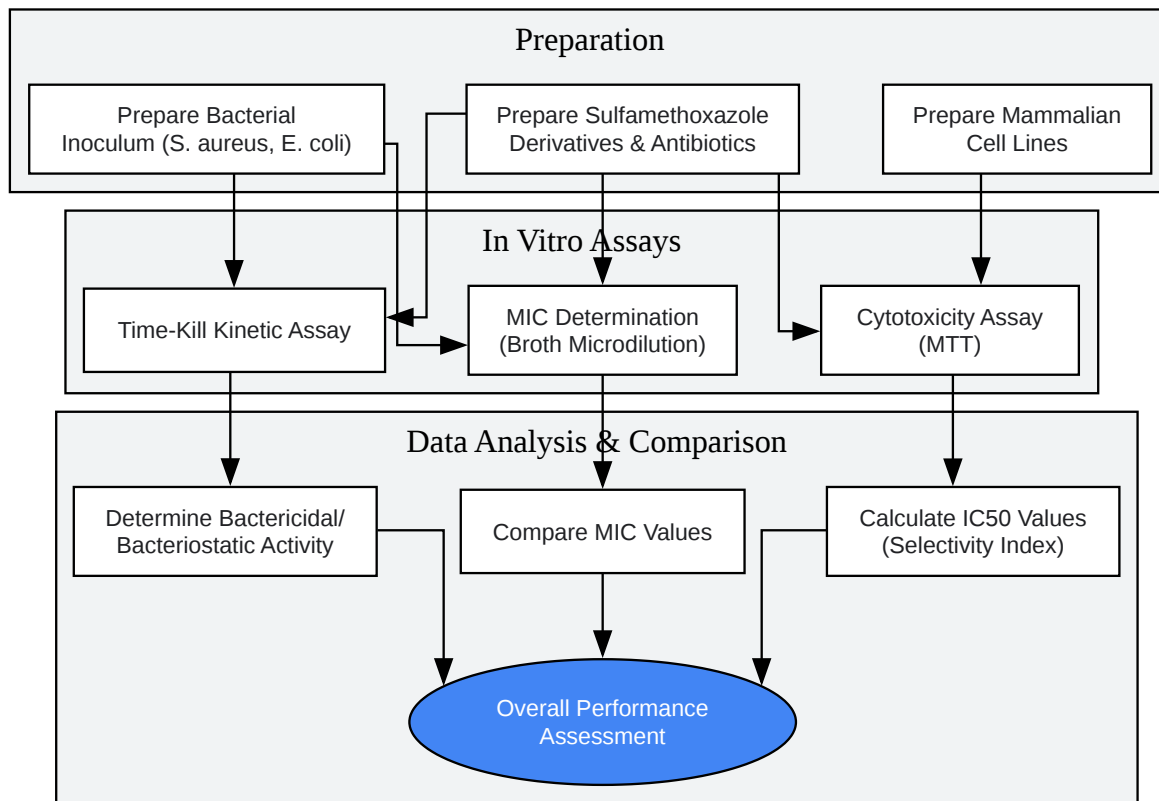 Preparation
Prepare Bacterial
Inoculum (S. aureus, E. coli)
Prepare Sulfamethoxazole
Derivatives & Antibiotics
Prepare Mammalian
Cell Lines
In Vitro Assays
Time-Kill Kinetic Assay
MIC Determination
(Broth Microdilution)
Cytotoxicity Assay
(MTT)
Data Analysis & Comparison
Determine Bactericidal/
Bacteriostatic Activity
Compare MIC Values
Calculate IC50 Values
(Selectivity Index)
Overall Performance
Assessment